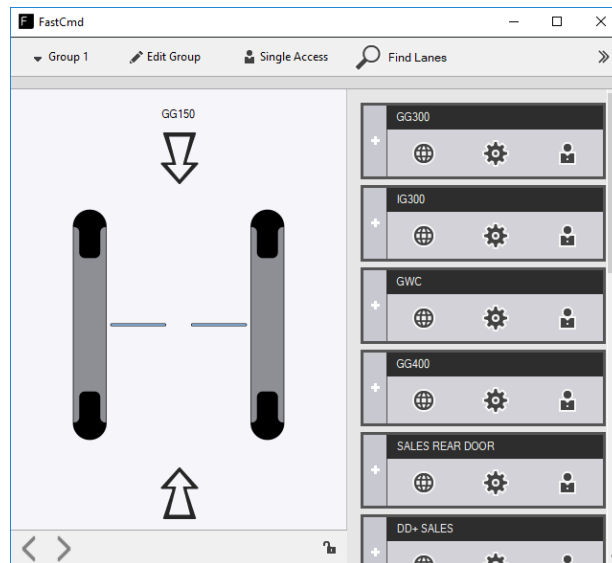 F FastCmd
Group 1 Edit Group Single Access Find Lanes
GG150
GG300
IG300
GWC
GG400
SALES REAR DOOR
DD+ SALES